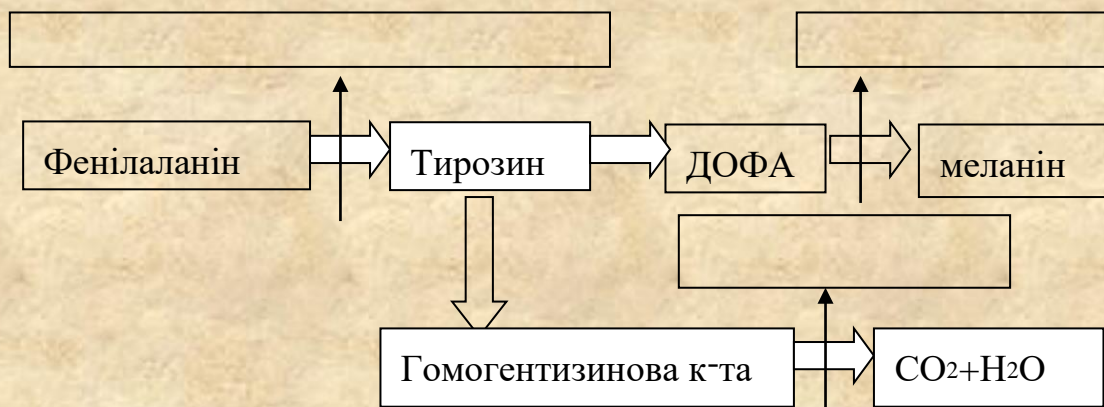 Фенілаланін
Тирозин
ДОФА
меланін
Гомогентизинова к-та
CO2+H2O